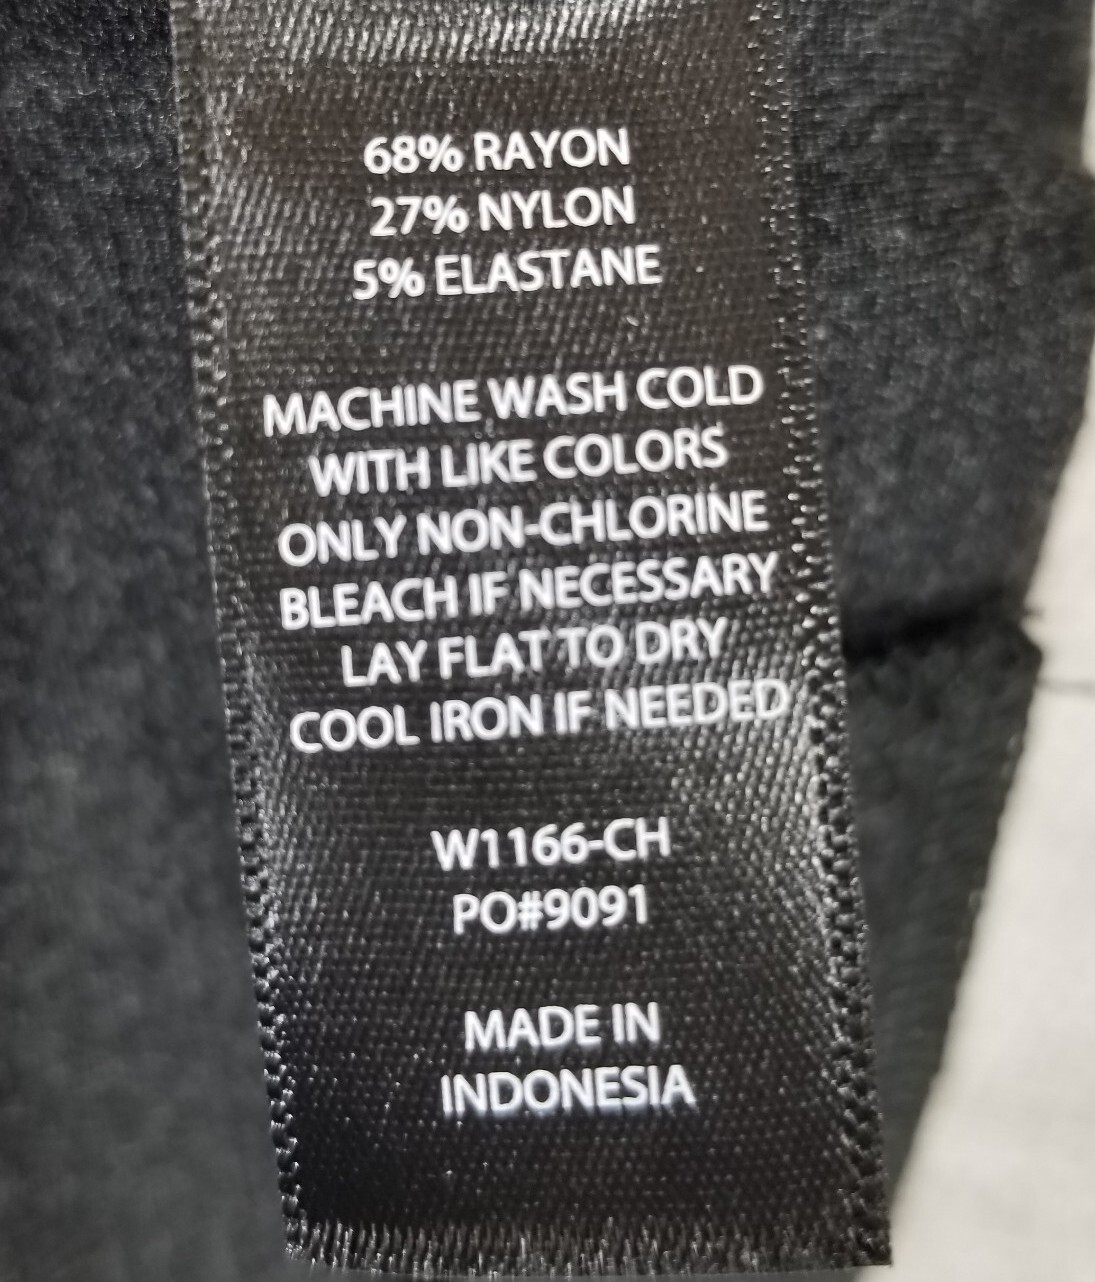 68% RAYON
27% NYLON
5% ELASTANE
MACHINE WASH COLD
WITH LIKE COLORS
ONLY NON-CHLORINE
BLEACH IF NECESSARY
LAY FLAT TO DRY
COOL IRON IF NEEDED
W1166-CH
PO#9091
MADE IN
INDONESIA